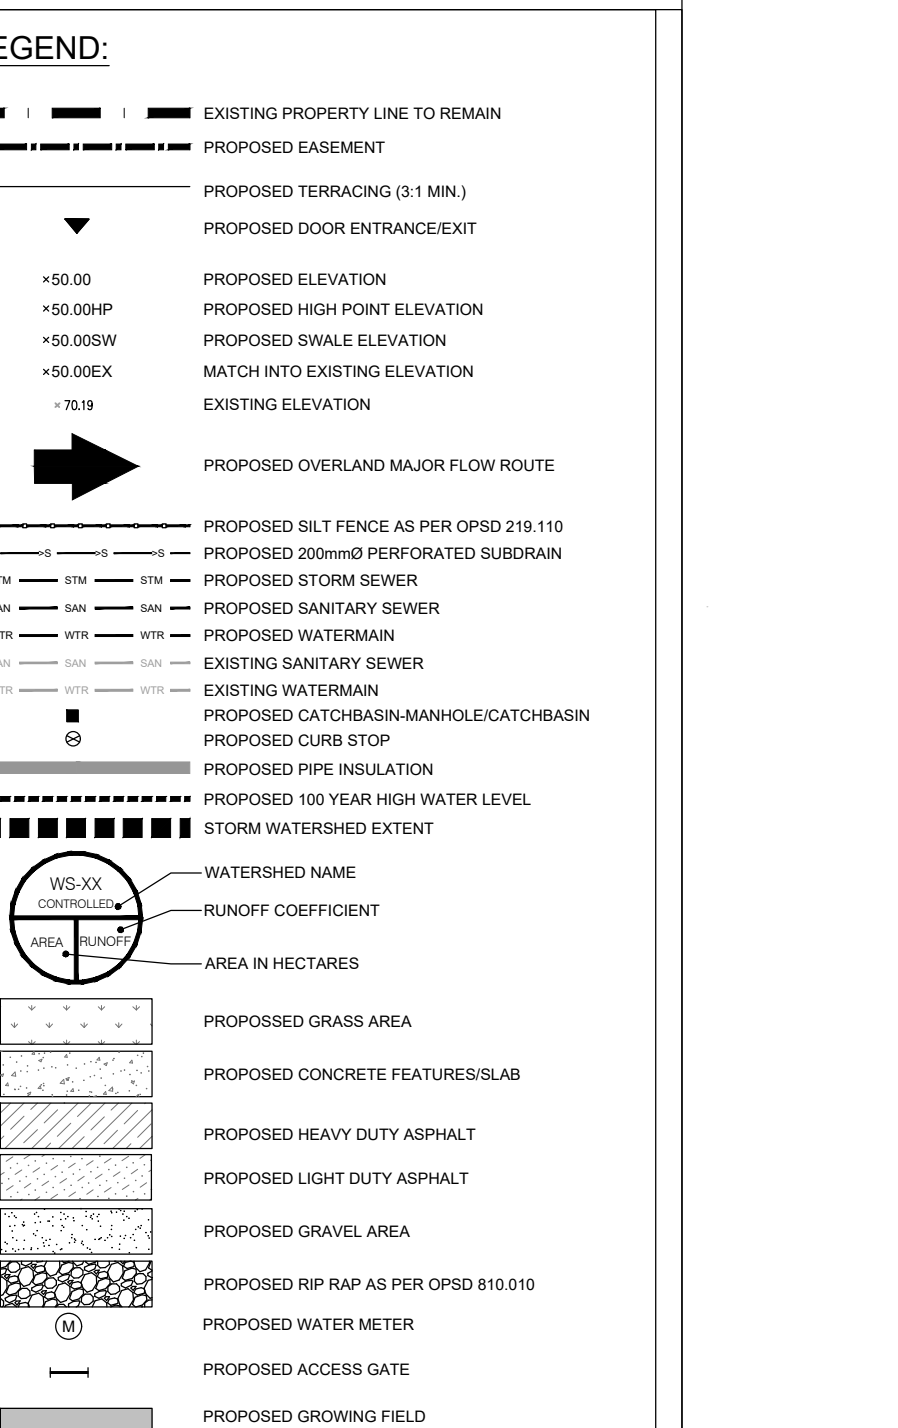 EGEND:
EXISTING PROPERTY LINE TO REMAIN
PROPOSED EASEMENT
PROPOSED TERRACING (3:1 MIN.)
PROPOSED DOOR ENTRANCE/EXIT
×50.00 PROPOSED ELEVATION
×50.00HP PROPOSED HIGH POINT ELEVATION
×50.00SW PROPOSED SWALE ELEVATION
×50.00EX MATCH INTO EXISTING ELEVATION
× 70.19 EXISTING ELEVATION
PROPOSED OVERLAND MAJOR FLOW ROUTE
PROPOSED SILT FENCE AS PER OPSD 219.110
>S >S >S PROPOSED 200mmØ PERFORATED SUBDRAIN
TM STM STM PROPOSED STORM SEWER
AN SAN SAN PROPOSED SANITARY SEWER
TR WTR WTR PROPOSED WATERMAIN
AN SAN SAN EXISTING SANITARY SEWER
TR WTR WTR EXISTING WATERMAIN
PROPOSED CATCHBASIN-MANHOLE/CATCHBASIN
PROPOSED CURB STOP
PROPOSED PIPE INSULATION
PROPOSED 100 YEAR HIGH WATER LEVEL
STORM WATERSHED EXTENT
WS-XX WATERSHED NAME
CONTROLLED
RUNOFF COEFFICIENT
AREA RUNOFF
AREA IN HECTARES
PROPOSSED GRASS AREA
PROPOSED CONCRETE FEATURES/SLAB
PROPOSED HEAVY DUTY ASPHALT
PROPOSED LIGHT DUTY ASPHALT
PROPOSED GRAVEL AREA
PROPOSED RIP RAP AS PER OPSD 810.010
M PROPOSED WATER METER
PROPOSED ACCESS GATE
PROPOSED GROWING FIELD